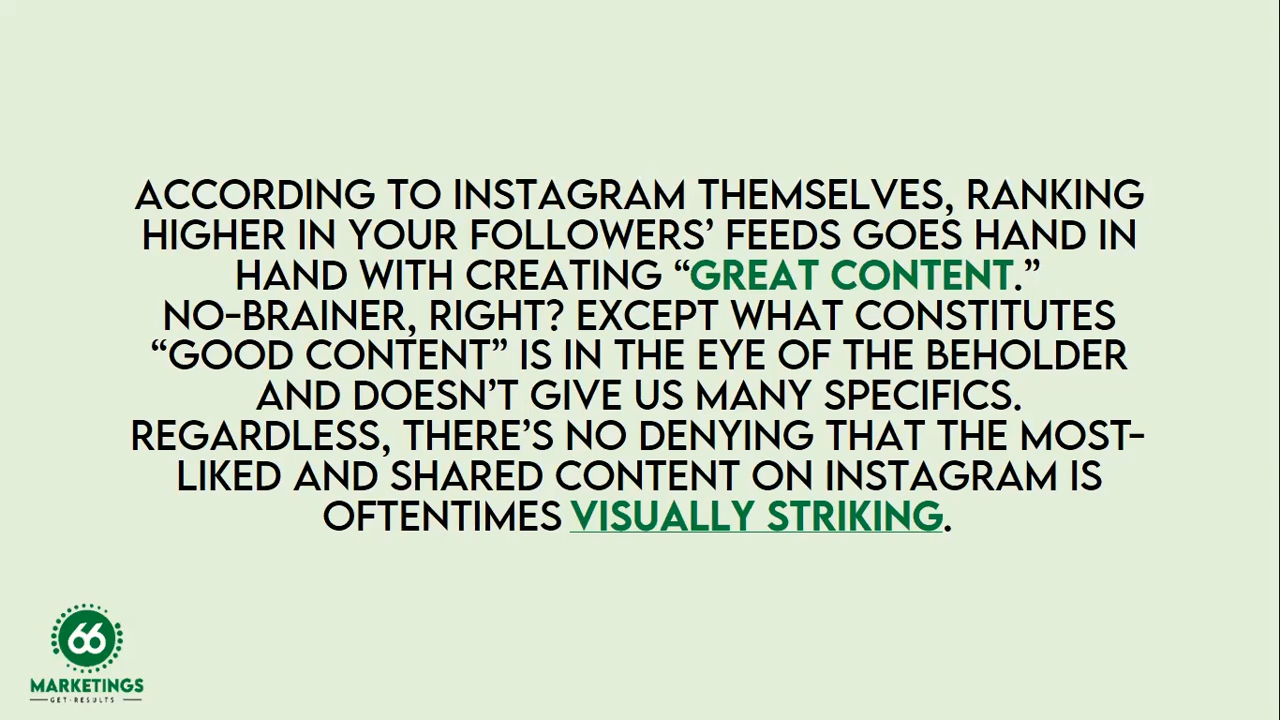 ACCORDING TO INSTAGRAM THEMSELVES, RANKING
HIGHER IN YOUR FOLLOWERS’ FEEDS GOES HAND IN
HAND WITH CREATING “GREAT CONTENT.”
NO-BRAINER, RIGHT? EXCEPT WHAT CONSTITUTES
“GOOD CONTENT” IS IN THE EYE OF THE BEHOLDER
AND DOESN’T GIVE US MANY SPECIFICS.
REGARDLESS, THERE’S NO DENYING THAT THE MOST-
LIKED AND SHARED CONTENT ON INSTAGRAM IS
OFTENTIMES VISUALLY STRIKING.
66
MARKETINGS
GET-RESULTS